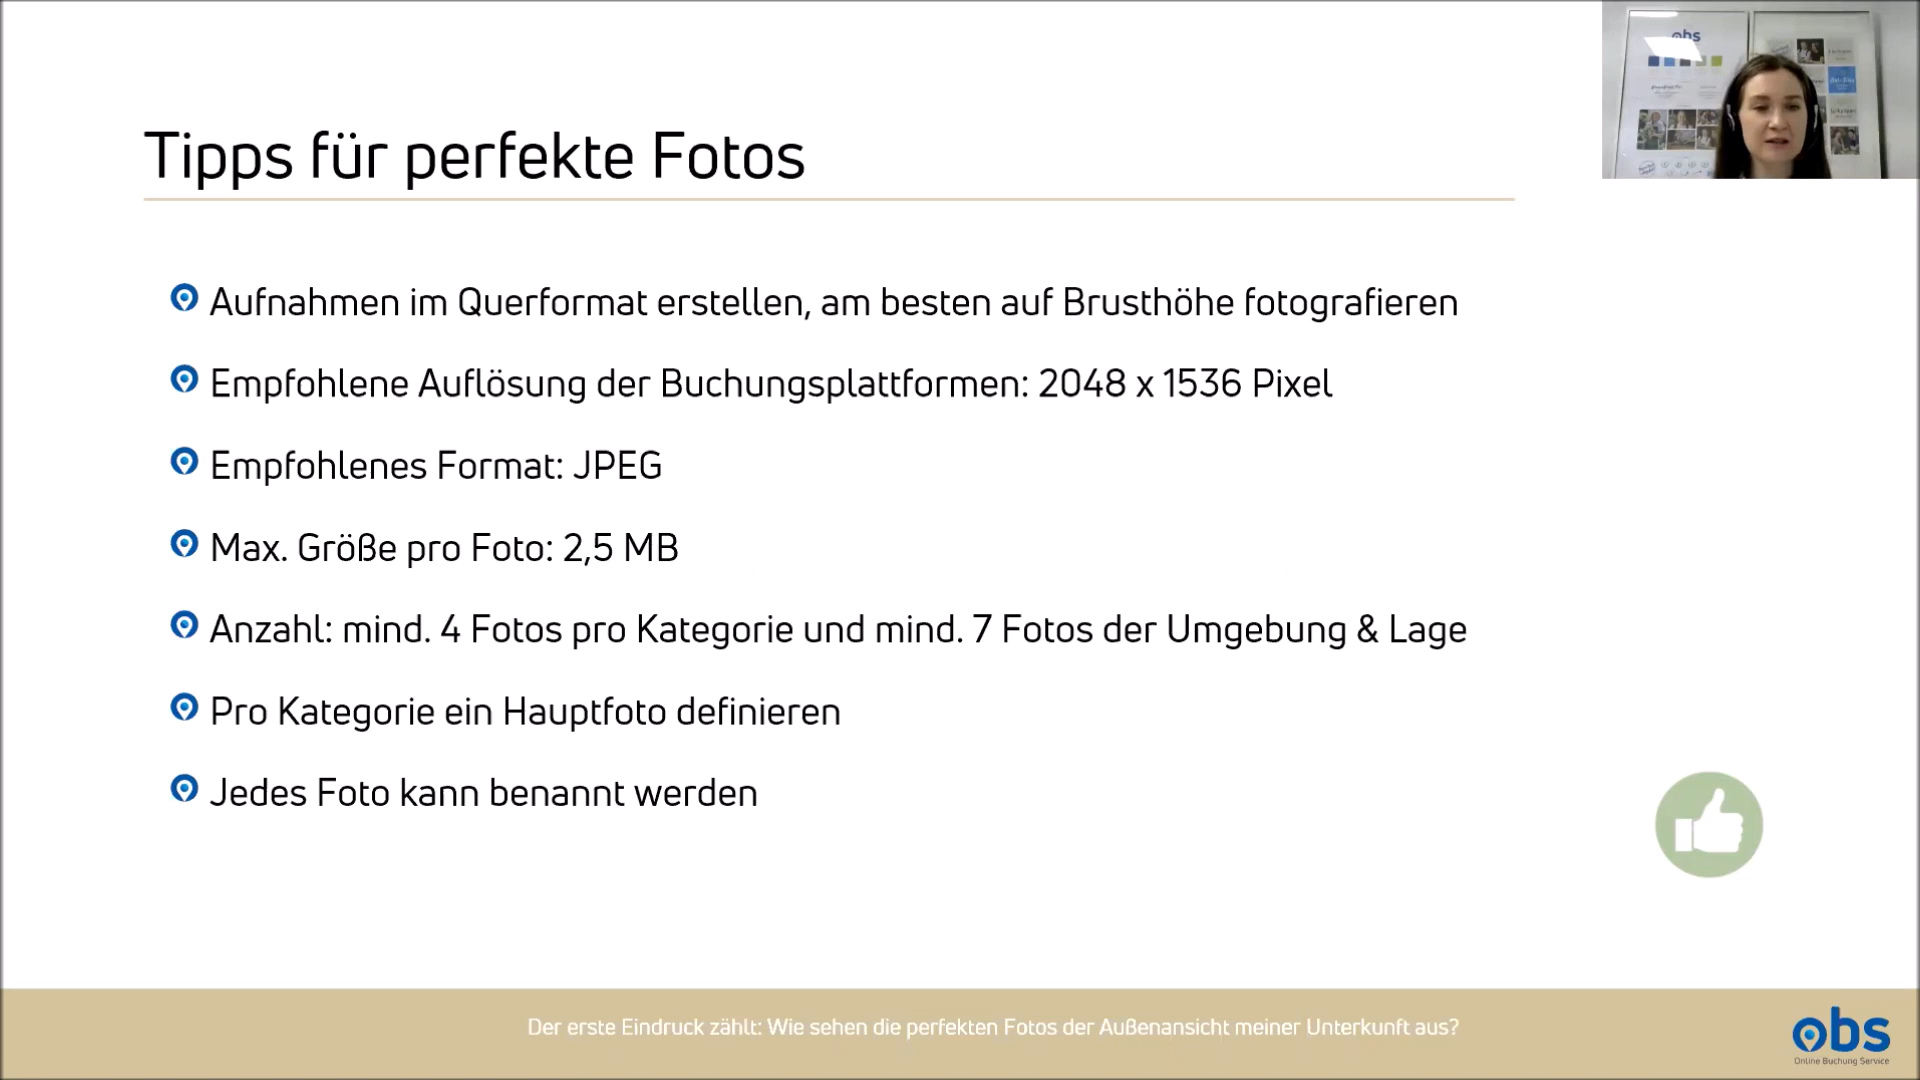 obs
Tipps für perfekte Fotos
Aufnahmen im Querformat erstellen, am besten auf Brusthöhe fotografieren
Empfohlene Auflösung der Buchungsplattformen: 2048 x 1536 Pixel
Empfohlenes Format: JPEG
Max. Größe pro Foto: 2,5 MB
Anzahl: mind. 4 Fotos pro Kategorie und mind. 7 Fotos der Umgebung & Lage
Pro Kategorie ein Hauptfoto definieren
Jedes Foto kann benannt werden
Der erste Eindruck zählt: Wie sehen die perfekten Fotos der Außenansicht meiner Unterkunft aus?
obs
Online Buchung Service